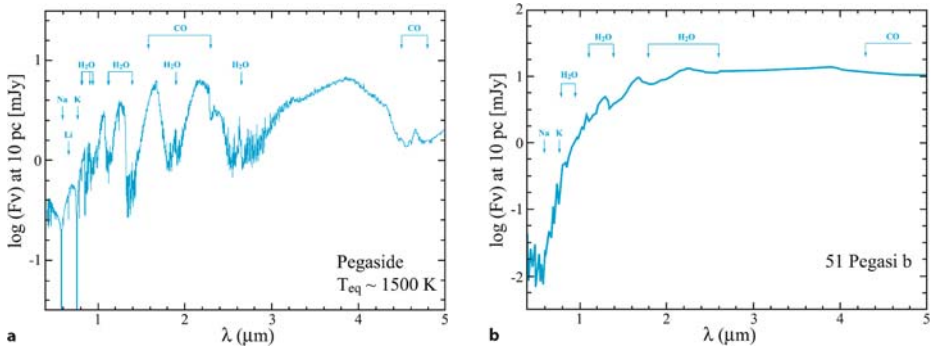 CO
H₂O H₂O H₂O H₂O
Na K
Li
log (Fν) at 10 pc [mJy]
1
0
-1
1 2 3 4 5
λ (μm)
Pegaside
T_eq ~ 1500 K
a
H₂O H₂O CO
H₂O
Na K
log (Fν) at 10 pc [mJy]
2
1
0
-1
-2
1 2 3 4 5
λ (μm)
51 Pegasi b
b